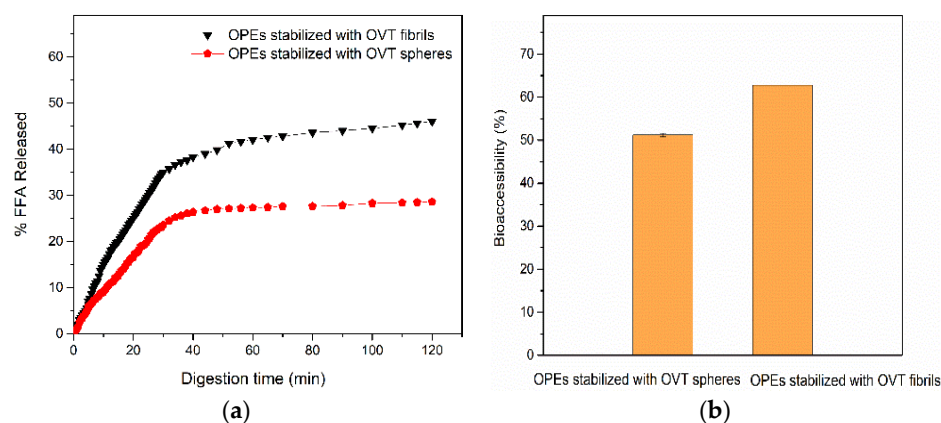 OPEs stabilized with OVT fibrils
OPEs stabilized with OVT spheres
% FFA Released
60
50
40
30
20
10
0
0 20 40 60 80 100 120
Digestion time (min)
(a)
Bioaccessibility (%)
70
60
50
40
30
20
10
0
OPEs stabilized with OVT spheres OPEs stabilized with OVT fibrils
(b)